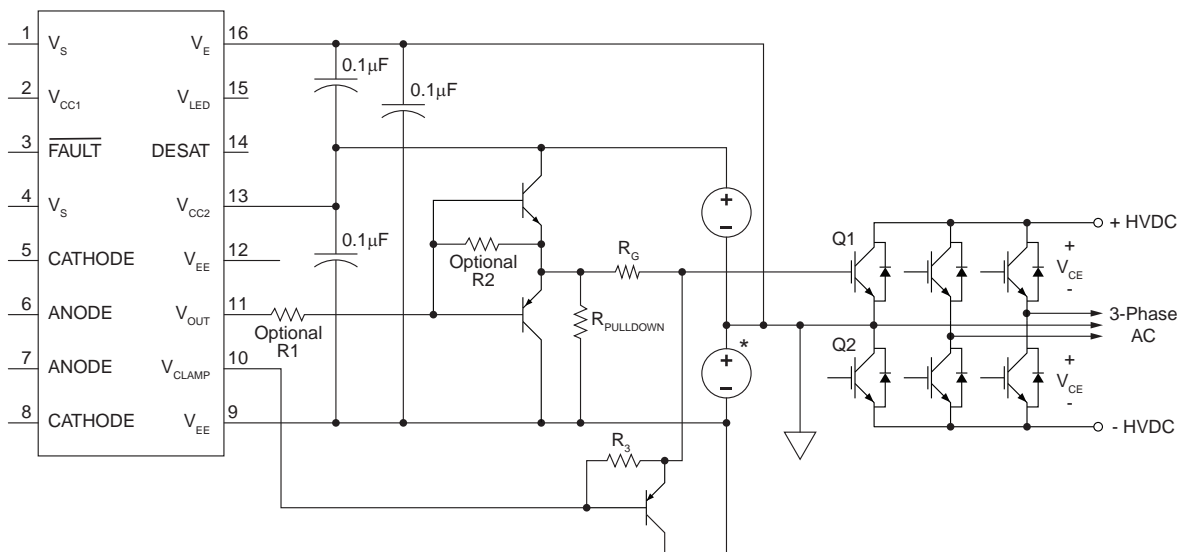 1 V_S
2 V_CC1
3 FAULT
4 V_S
5 CATHODE
6 ANODE
7 ANODE
8 CATHODE
V_E 16
V_LED 15
DESAT 14
V_CC2 13
V_EE 12
V_OUT 11
V_CLAMP 10
V_EE 9
0.1µF
0.1µF
0.1µF
Optional
R1
Optional
R2
R_G
R_PULLDOWN
R_3
+
-
*
+
-
Q1
Q2
+ HVDC
+
V_CE
-
3-Phase
AC
+
V_CE
-
- HVDC